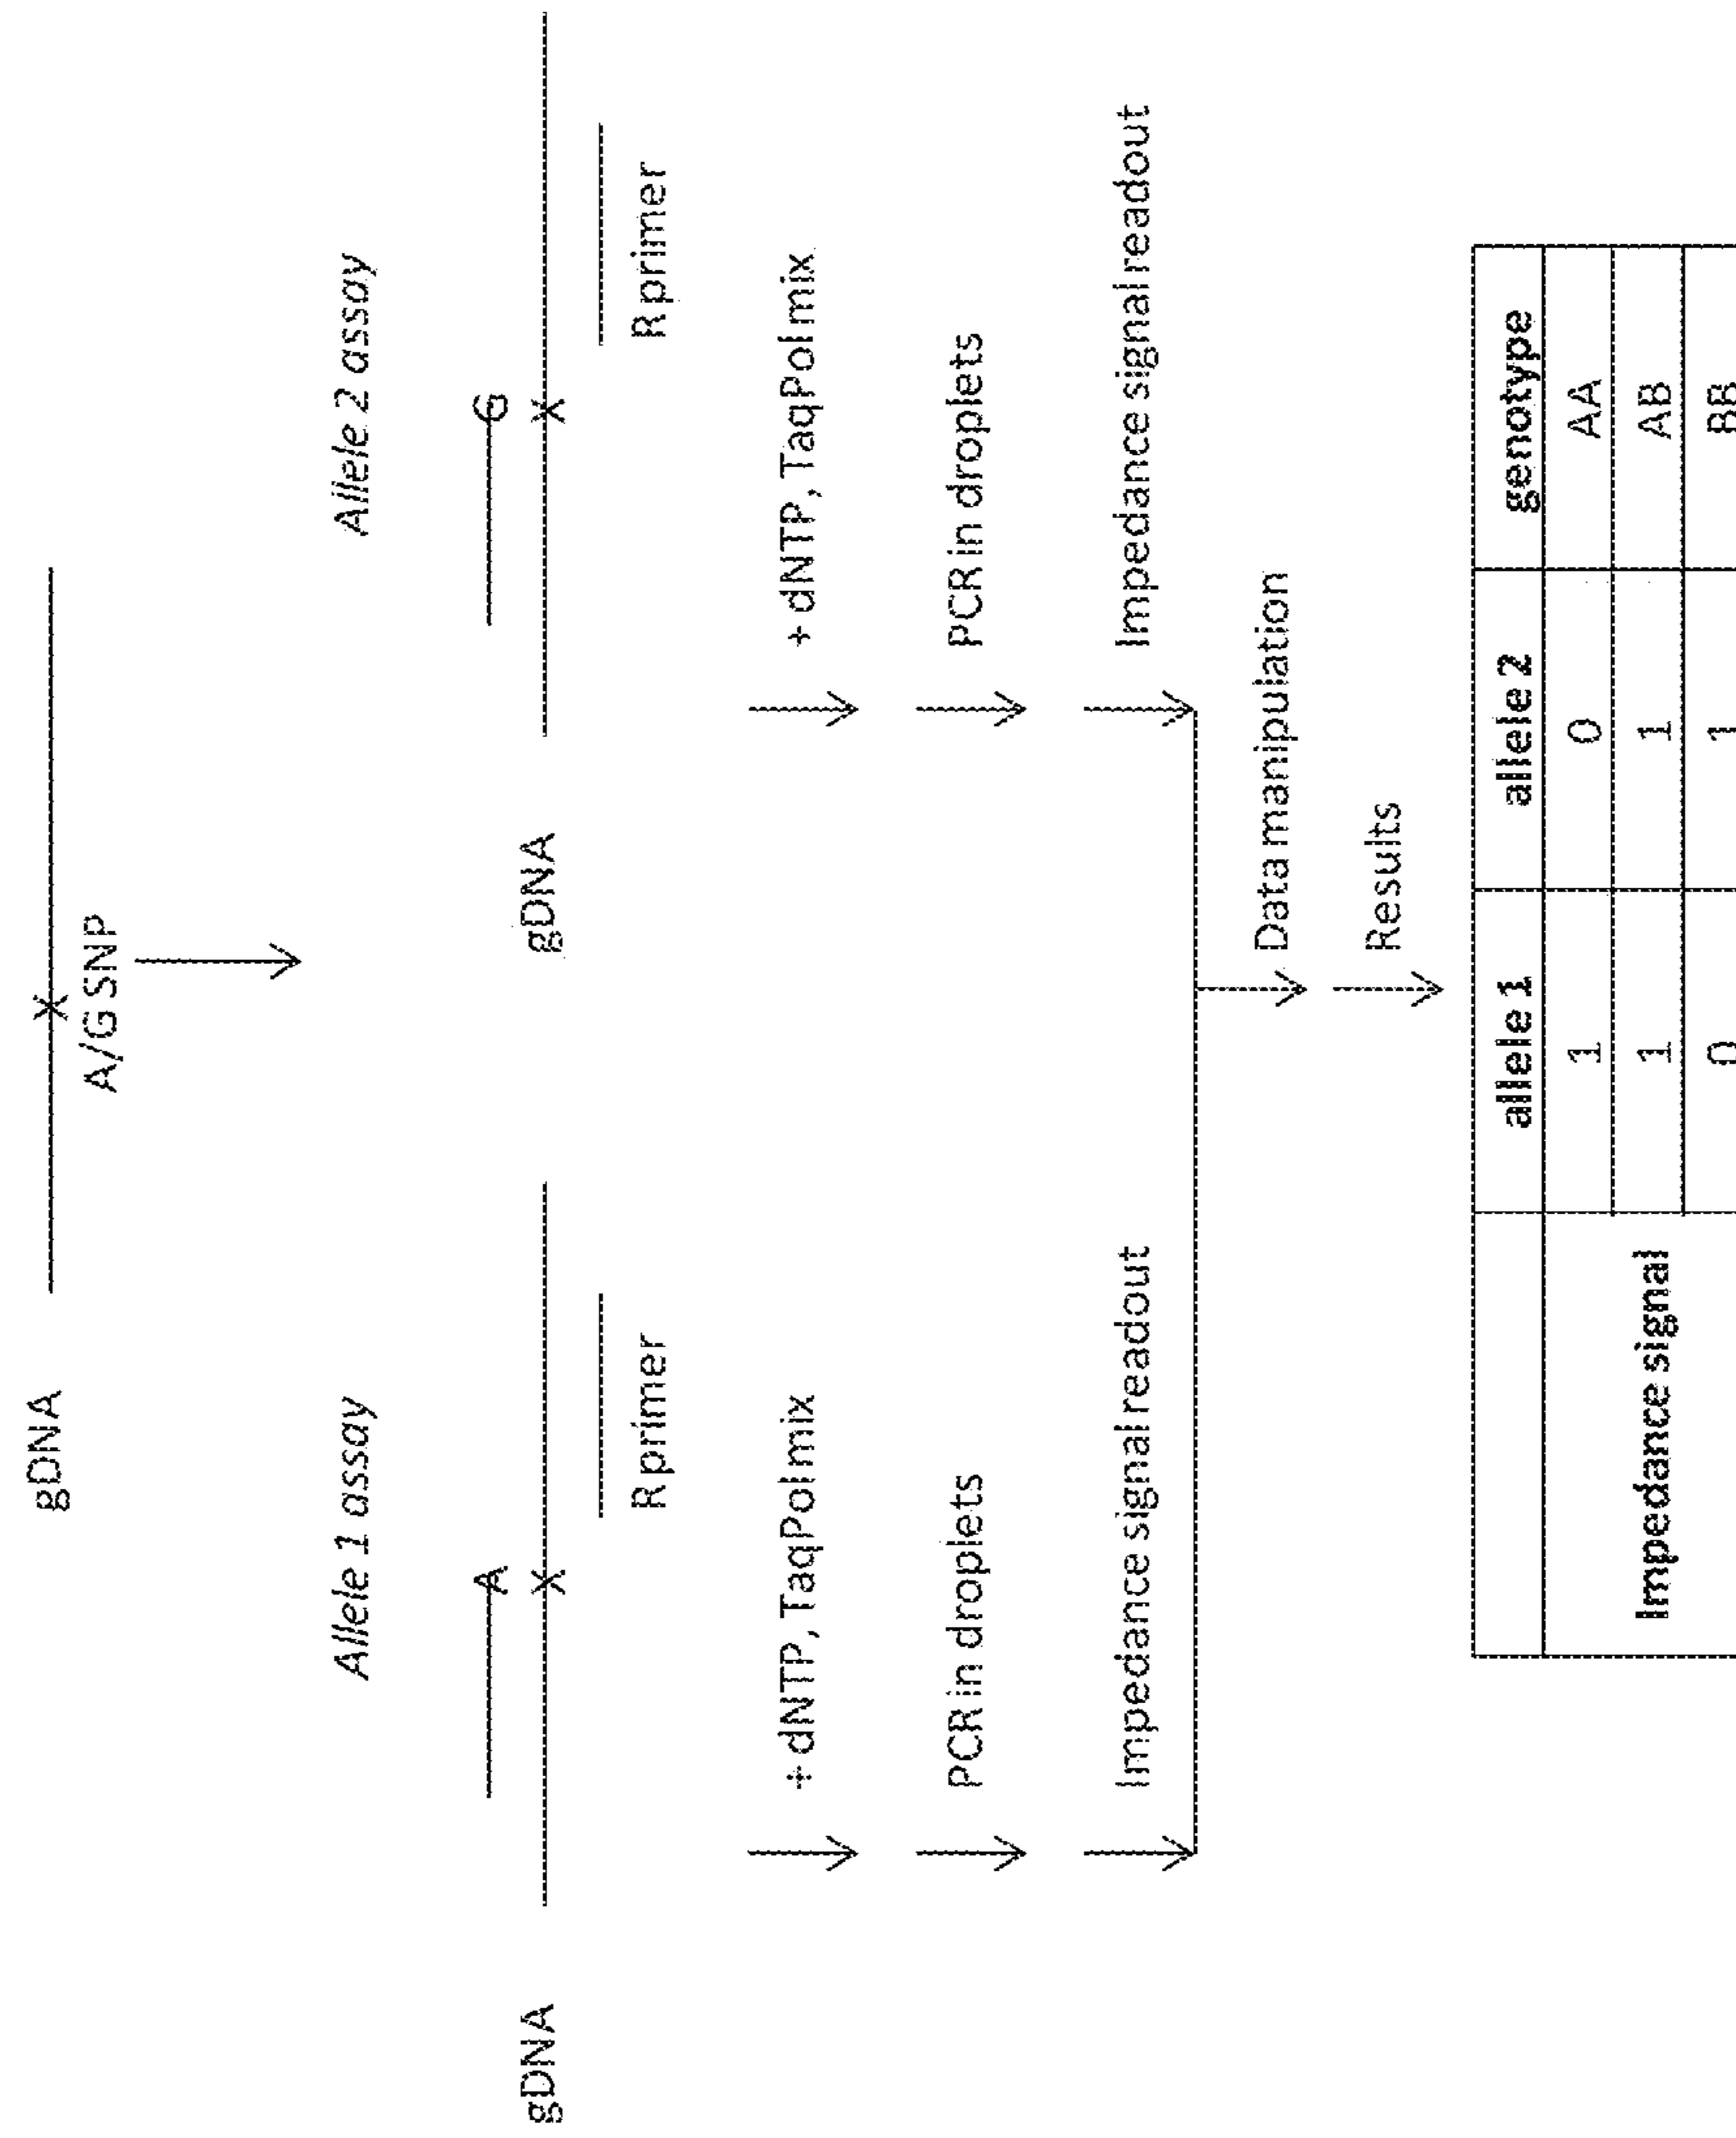 gDNA
X
A/G SNP
Allele 1 assay
Allele 2 assay
A
G
gDNA
X
gDNA
X
R primer
R primer
+ dNTP, TaqPol mix
+ dNTP, TaqPol mix
PCR in droplets
PCR in droplets
Impedance signal readout
Impedance signal readout
Data manipulation
Results
allele 1 allele 2 genotype
1 0 AA
Impedance signal 1 1 AB
0 1 BB